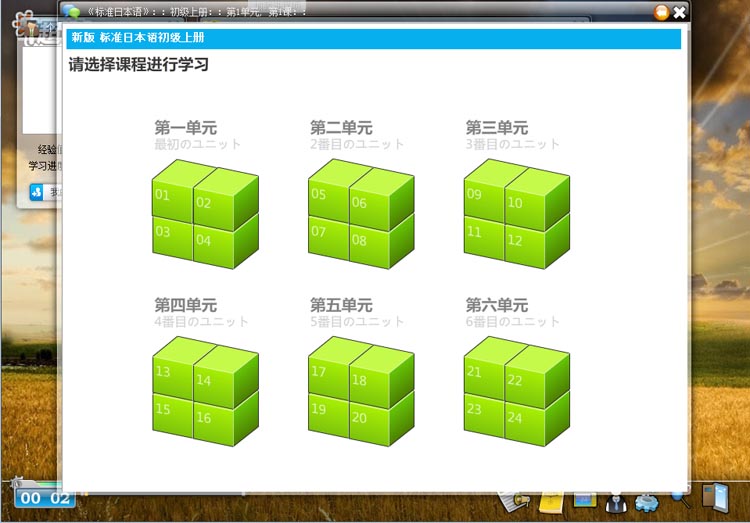 《标准日本语》：：初级上册：：第1单元，第1课：：
新版 标准日本语初级上册
请选择课程进行学习
第一单元
最初のユニット
01
02
03
04
第二单元
2番目のユニット
05
06
07
08
第三单元
3番目のユニット
09
10
11
12
第四单元
4番目のユニット
13
14
15
16
第五单元
5番目のユニット
17
18
19
20
第六单元
6番目のユニット
21
22
23
24
经验值
学习进度
00 02